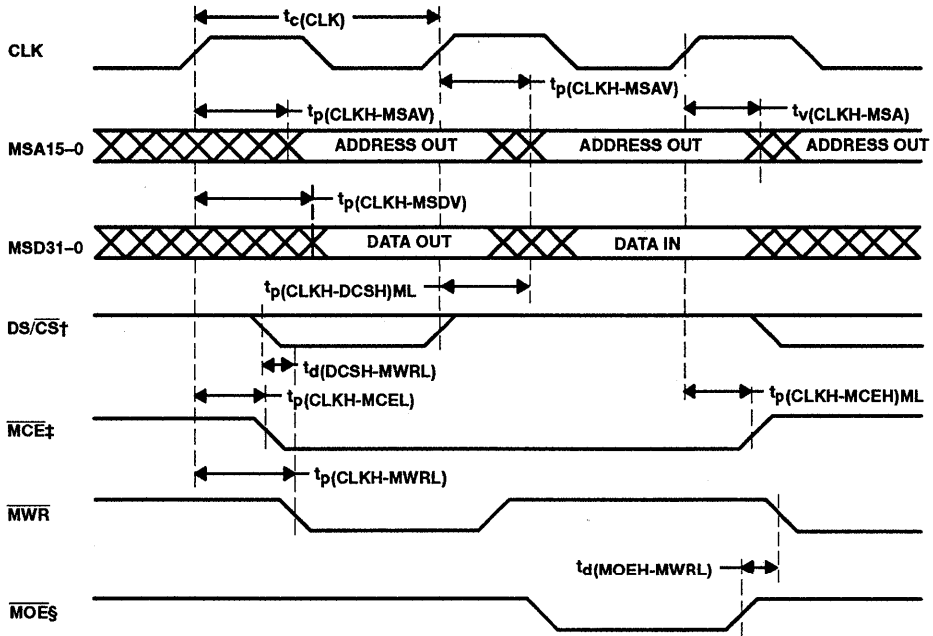 tc(CLK)
CLK
tp(CLKH-MSAV)
tp(CLKH-MSAV)
tv(CLKH-MSA)
MSA15–0
ADDRESS OUT
ADDRESS OUT
ADDRESS OUT
tp(CLKH-MSDV)
MSD31–0
DATA OUT
DATA IN
tp(CLKH-DCSH)ML
DS/CS†
td(DCSH-MWRL)
tp(CLKH-MCEL)
tp(CLKH-MCEH)ML
MCE‡
tp(CLKH-MWRL)
MWR
td(MOEH-MWRL)
MOE§